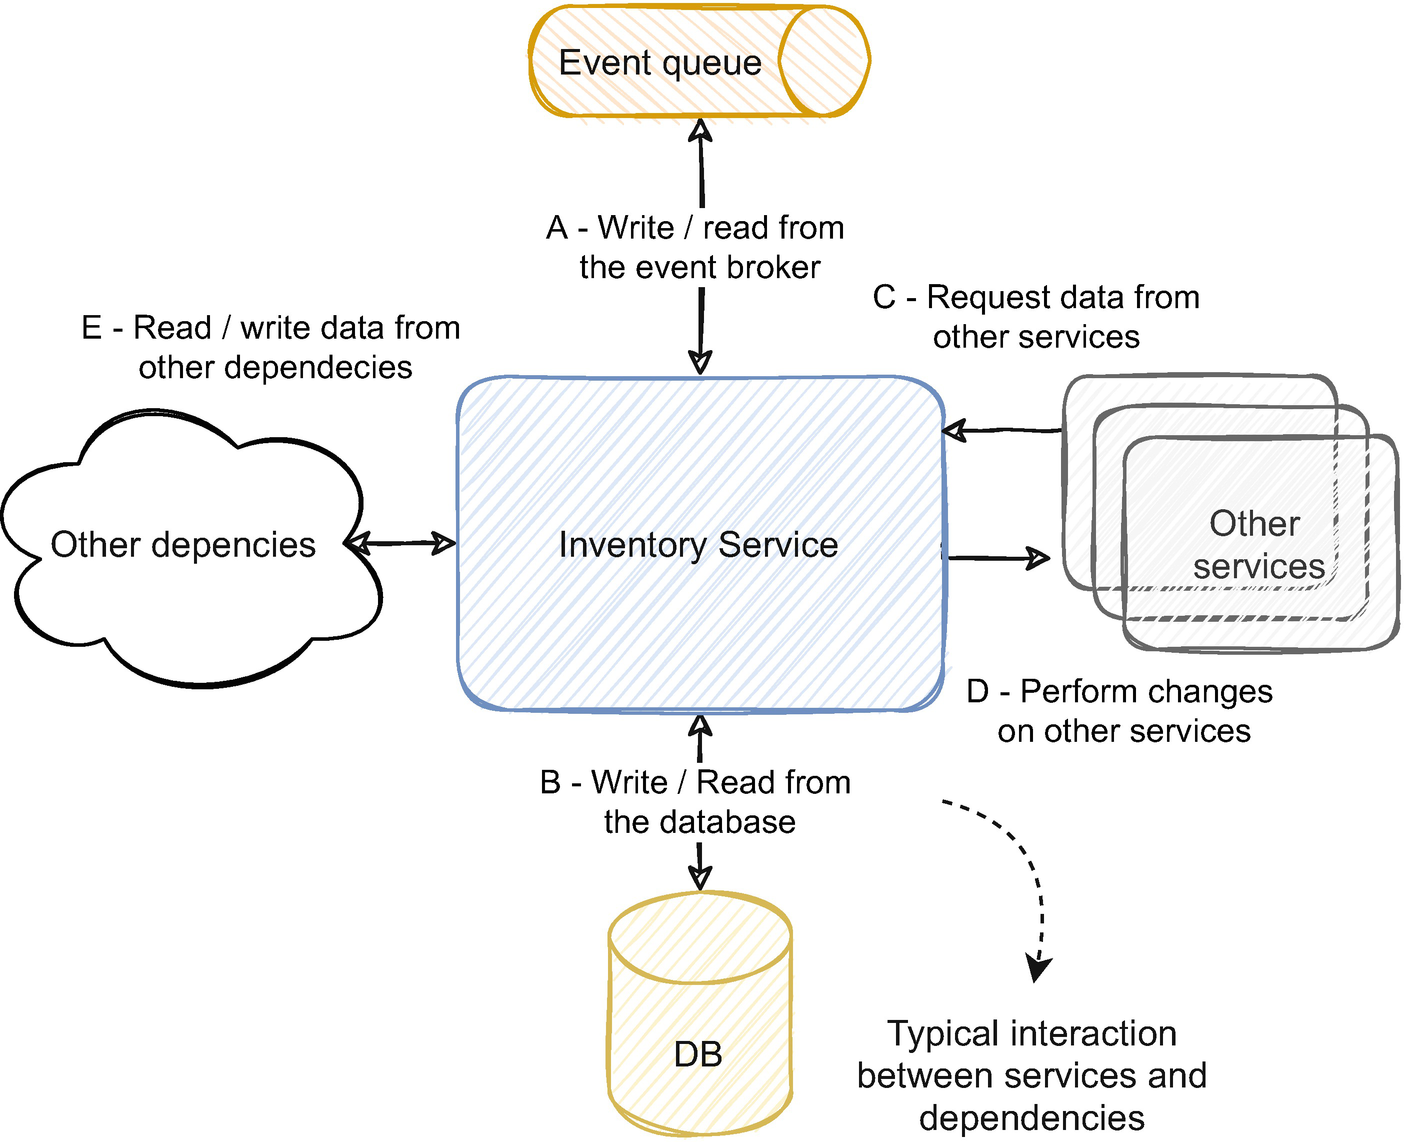 Event queue
A - Write / read from
the event broker
C - Request data from
other services
E - Read / write data from
other dependecies
Other depencies
Inventory Service
Other
services
D - Perform changes
on other services
B - Write / Read from
the database
DB
Typical interaction
between services and
dependencies